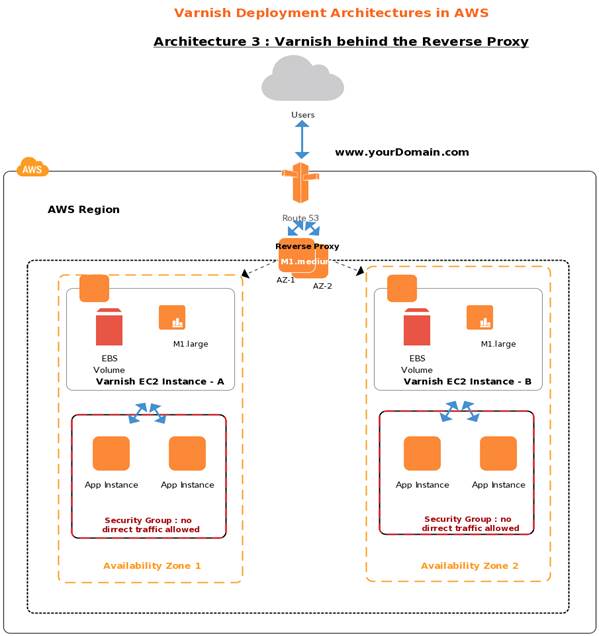 Varnish Deployment Architectures in AWS
Architecture 3 : Varnish behind the Reverse Proxy
Users
www.yourDomain.com
AWS
AWS Region
Route 53
Reverse Proxy
M1.medium
AZ-1
AZ-2
M1.large
EBS
Volume
Varnish EC2 Instance - A
M1.large
EBS
Volume
Varnish EC2 Instance - B
App Instance
App Instance
Security Group : no
dirrect traffic allowed
Availability Zone 1
App Instance
App Instance
Security Group : no
dirrect traffic allowed
Availability Zone 2